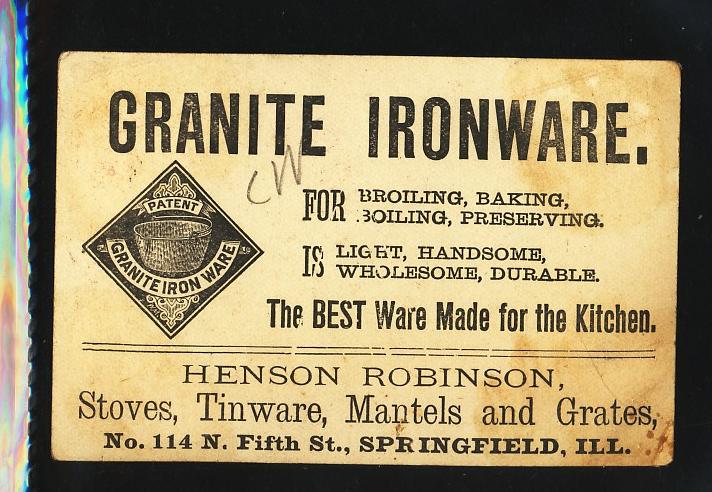 GRANITE IRONWARE.
CW
PATENT
GRANITE IRON WARE
FOR BROILING, BAKING,
BOILING, PRESERVING.
IS LIGHT, HANDSOME,
WHOLESOME, DURABLE.
The BEST Ware Made for the Kitchen.
HENSON ROBINSON,
Stoves, Tinware, Mantels and Grates,
No. 114 N. Fifth St., SPRINGFIELD, ILL.